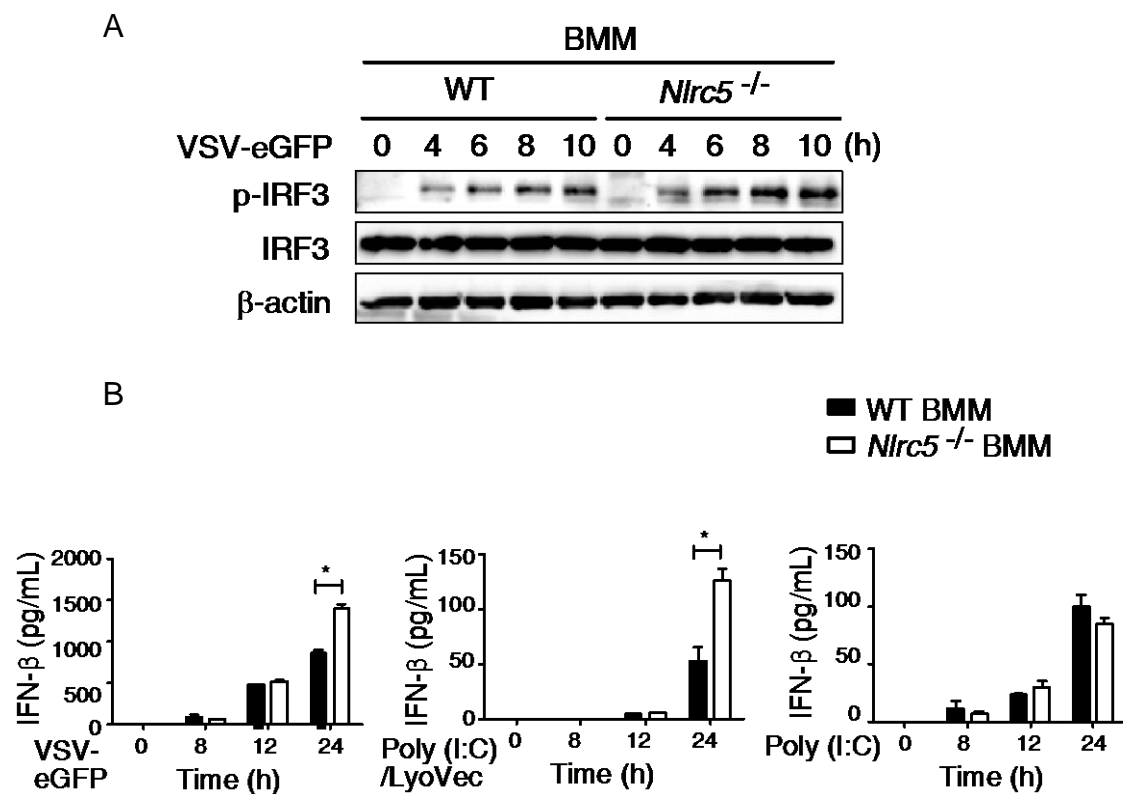 A
BMM
WT Nlrc5 -/-
VSV-eGFP 0 4 6 8 10 0 4 6 8 10 (h)
p-IRF3
IRF3
β-actin
B
WT BMM
Nlrc5 -/- BMM
IFN-β (pg/mL)
2000
1500
1000
500
0
*
VSV-eGFP
0 8 12 24
Time (h)
IFN-β (pg/mL)
150
100
50
0
*
Poly (I:C)
/LyoVec
0 8 12 24
Time (h)
IFN-β (pg/mL)
150
100
50
0
Poly (I:C)
0 8 12 24
Time (h)